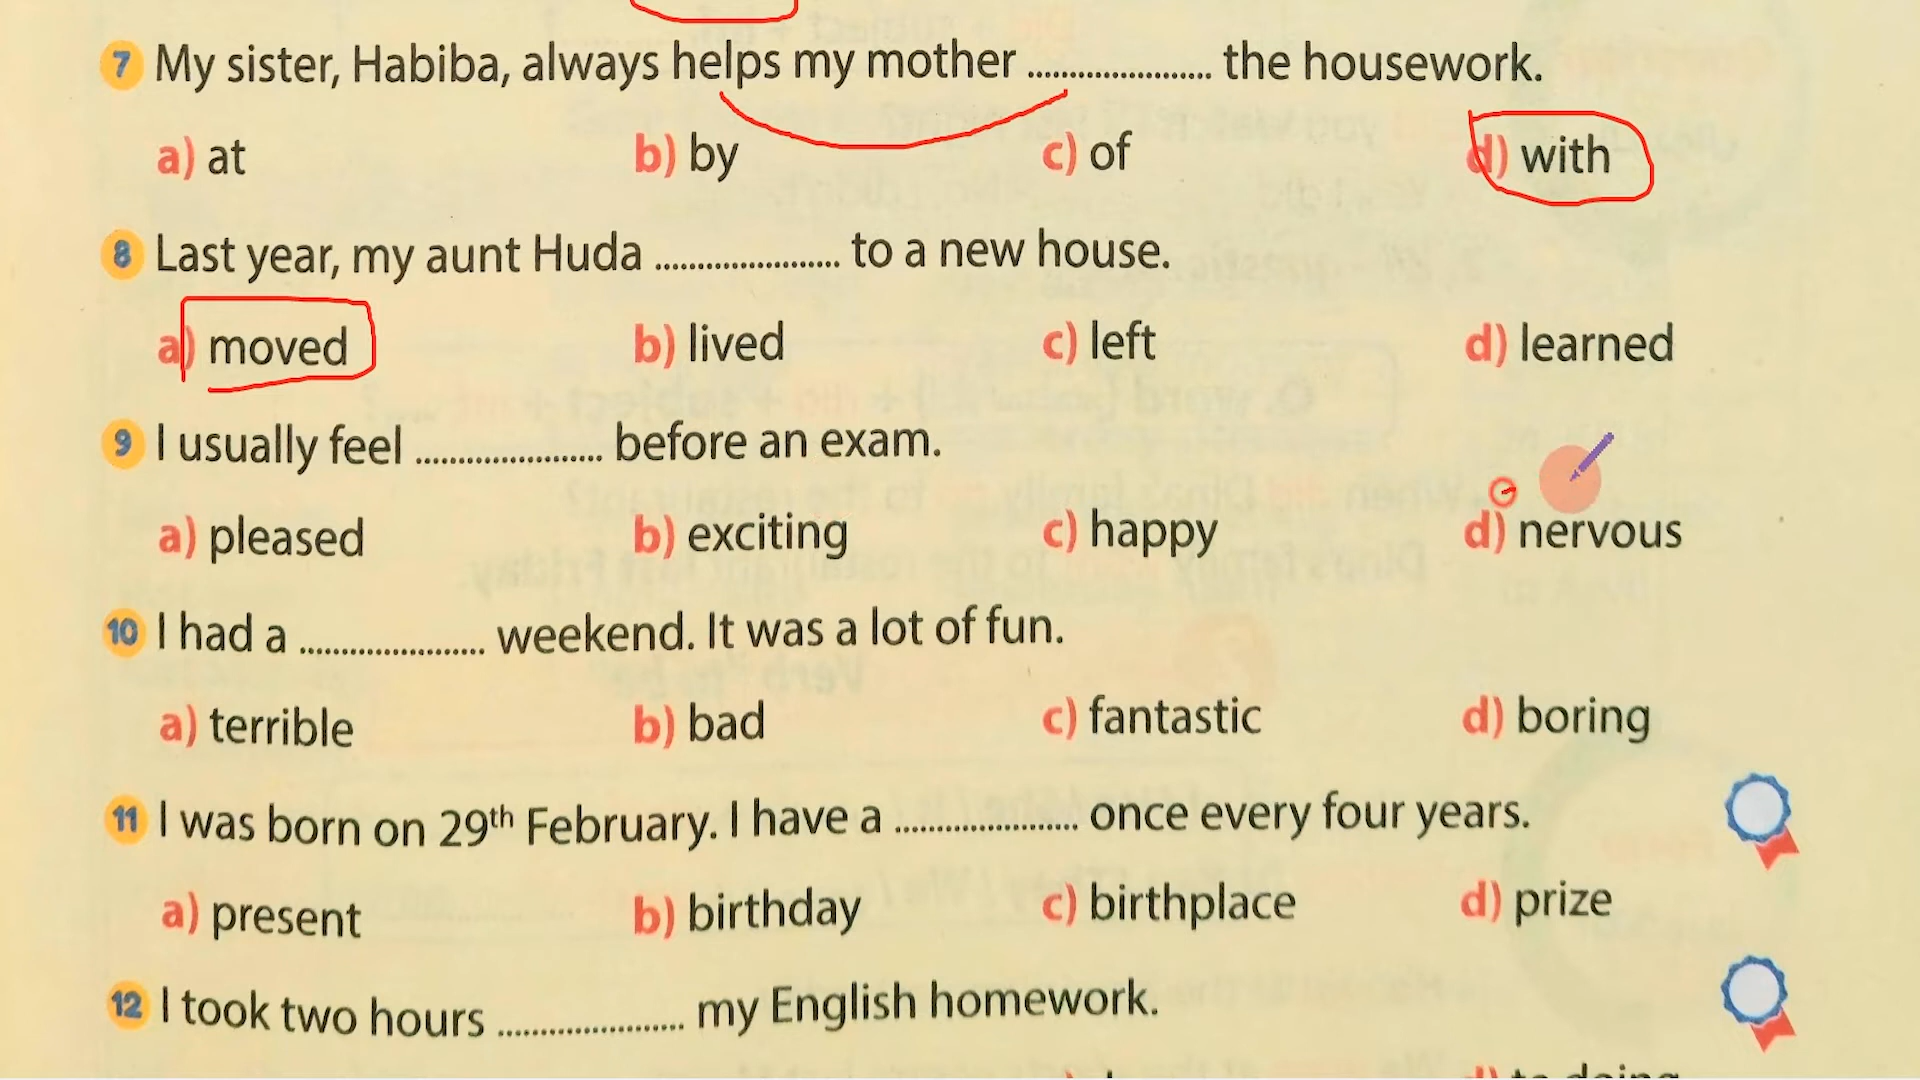 7 My sister, Habiba, always helps my mother ........................ the housework.
a) at b) by c) of d) with
8 Last year, my aunt Huda ........................ to a new house.
a) moved b) lived c) left d) learned
9 I usually feel ........................ before an exam.
a) pleased b) exciting c) happy d) nervous
10 I had a ........................ weekend. It was a lot of fun.
a) terrible b) bad c) fantastic d) boring
11 I was born on 29th February. I have a ........................ once every four years.
a) present b) birthday c) birthplace d) prize
12 I took two hours ........................ my English homework.
d) to doing